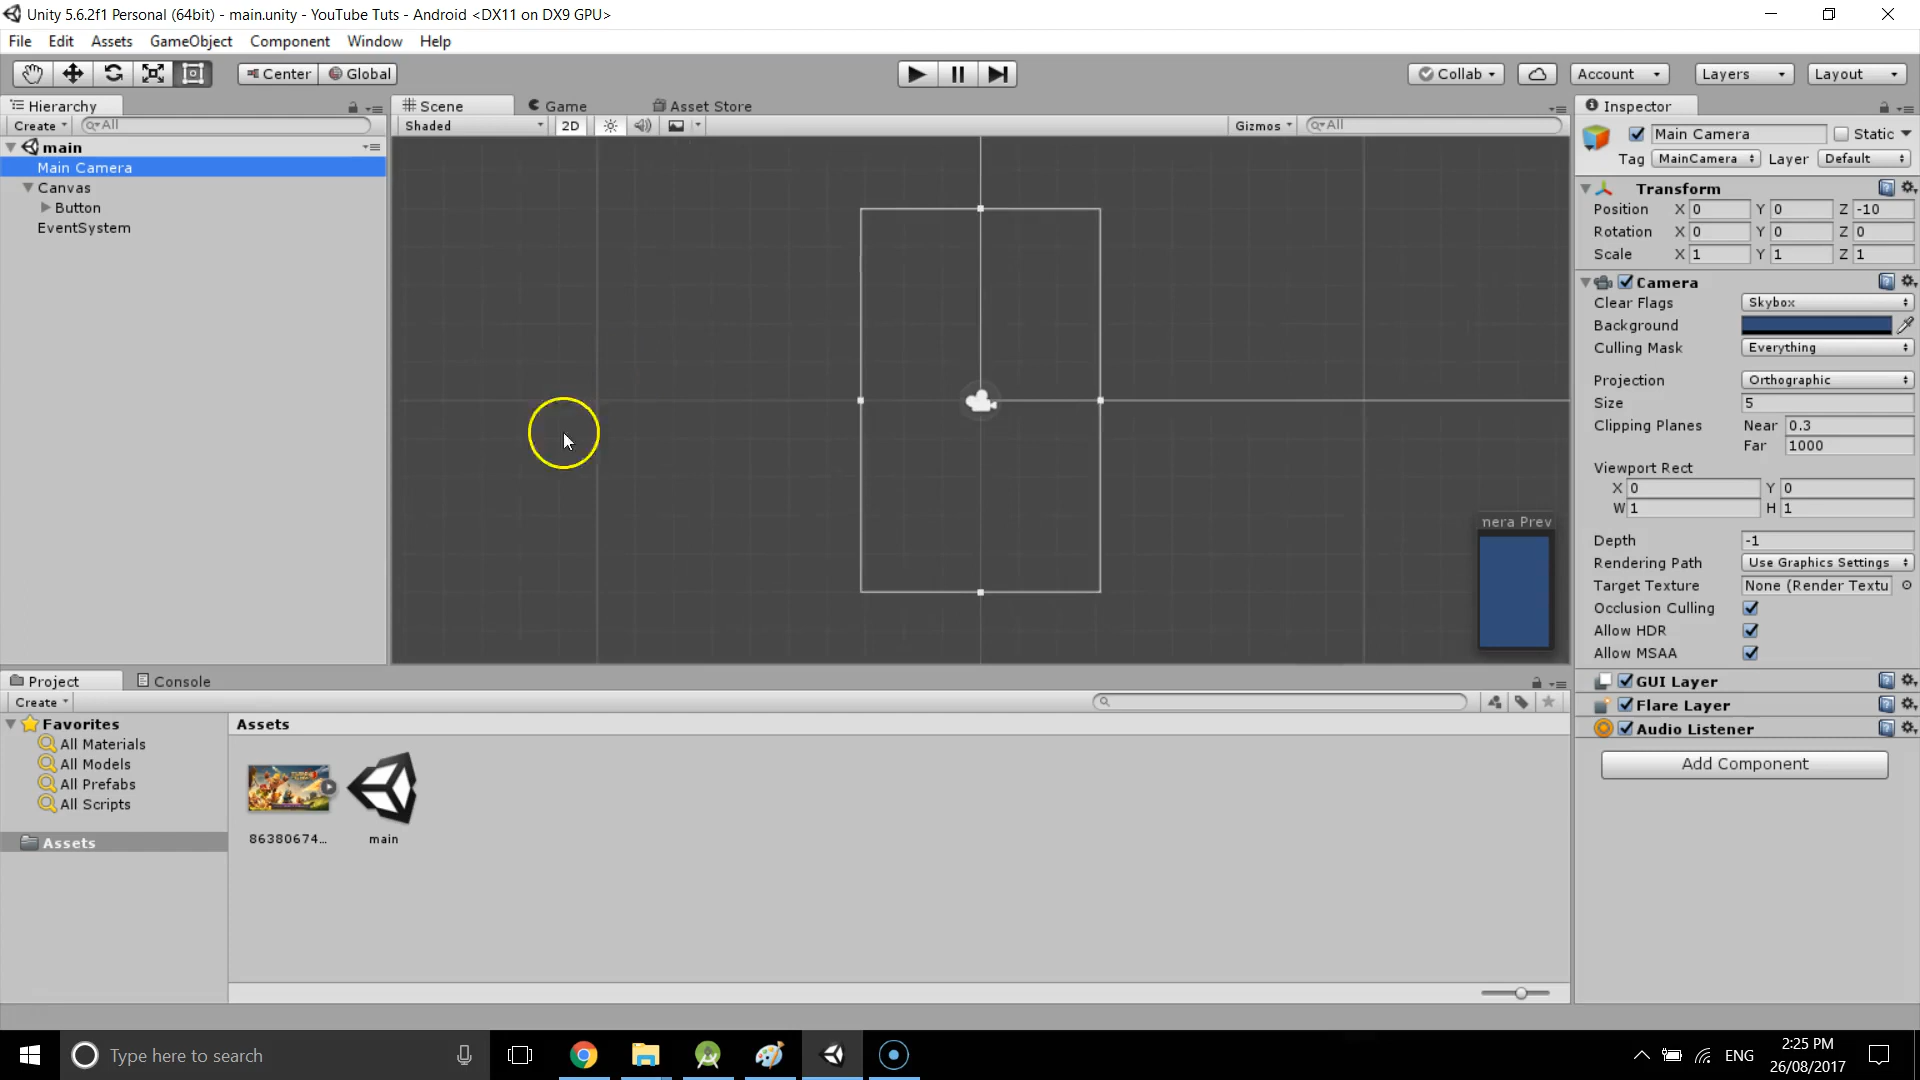 Unity 5.6.2f1 Personal (64bit) - main.unity - YouTube Tuts - Android <DX11 on DX9 GPU>
File Edit Assets GameObject Component Window Help
Center Global Collab Account Layers Layout
Hierarchy Scene Game Asset Store Inspector
Create All Shaded 2D Gizmos All
main
Main Camera
Canvas
Button
EventSystem
Main Camera Static
Tag MainCamera Layer Default
Transform
Position X 0 Y 0 Z -10
Rotation X 0 Y 0 Z 0
Scale X 1 Y 1 Z 1
Camera
Clear Flags Skybox
Background
Culling Mask Everything
Projection Orthographic
Size 5
Clipping Planes Near 0.3
Far 1000
Viewport Rect
X 0 Y 0
W 1 H 1
nera Prev
Depth -1
Rendering Path Use Graphics Settings
Target Texture None (Render Textu
Occlusion Culling
Allow HDR
Allow MSAA
GUI Layer
Flare Layer
Audio Listener
Add Component
Project Console
Create
Favorites
All Materials
All Models
All Prefabs
All Scripts
Assets
Assets
86380674...
main
Type here to search
ENG
2:25 PM
26/08/2017